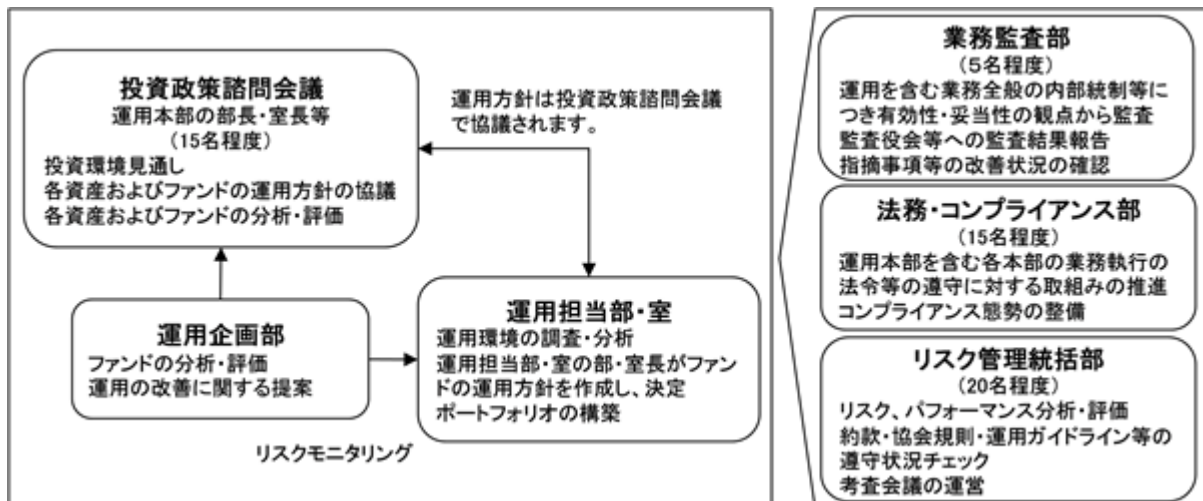 投資政策諮問会議
運用本部の部長・室長等
(15名程度)
投資環境見通し
各資産およびファンドの運用方針の協議
各資産およびファンドの分析・評価
運用方針は投資政策諮問会議
で協議されます。
運用企画部
ファンドの分析・評価
運用の改善に関する提案
運用担当部・室
運用環境の調査・分析
運用担当部・室の部・室長がファン
ドの運用方針を作成し、決定
ポートフォリオの構築
リスクモニタリング
業務監査部
(5名程度)
運用を含む業務全般の内部統制等に
つき有効性・妥当性の観点から監査
監査役会等への監査結果報告
指摘事項等の改善状況の確認
法務・コンプライアンス部
(15名程度)
運用本部を含む各本部の業務執行の
法令等の遵守に対する取組みの推進
コンプライアンス態勢の整備
リスク管理統括部
(20名程度)
リスク、パフォーマンス分析・評価
約款・協会規則・運用ガイドライン等の
遵守状況チェック
考査会議の運営